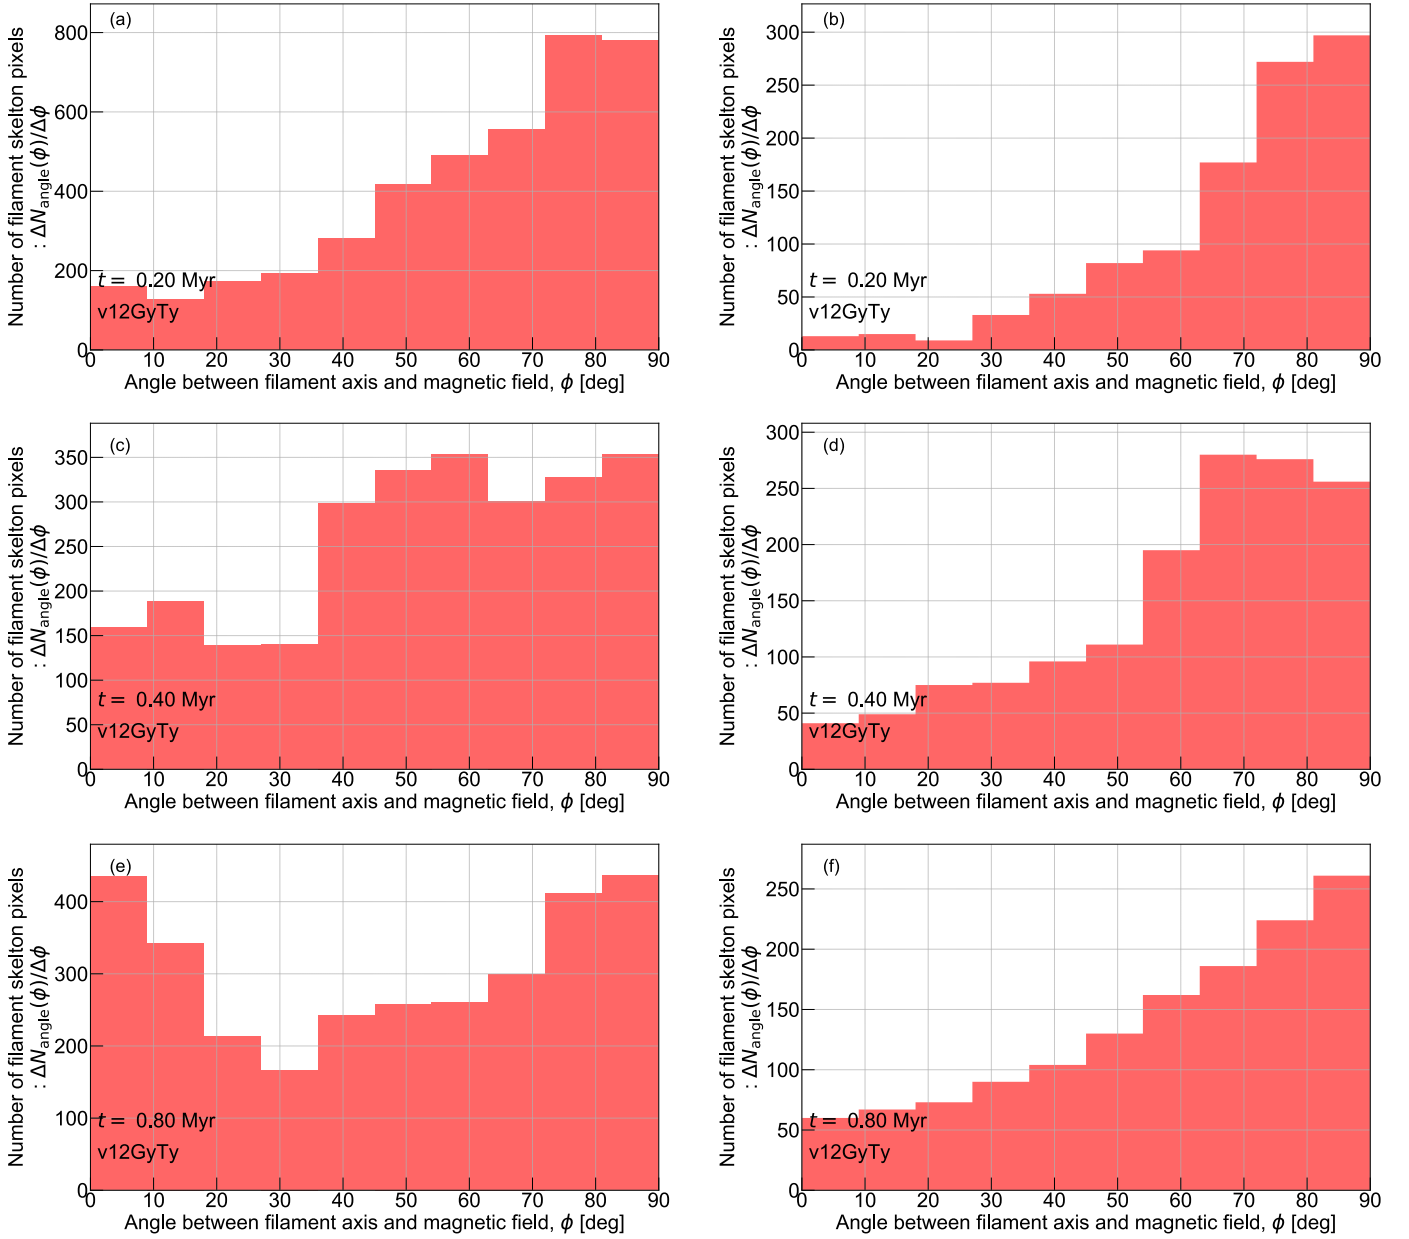 (a)
Number of filament skelton pixels
: ΔN_angle(ϕ)/Δϕ
800
600
400
200
0
t = 0.20 Myr
v12GyTy
0 10 20 30 40 50 60 70 80 90
Angle between filament axis and magnetic field, ϕ [deg]
(b)
Number of filament skelton pixels
: ΔN_angle(ϕ)/Δϕ
300
250
200
150
100
50
0
t = 0.20 Myr
v12GyTy
0 10 20 30 40 50 60 70 80 90
Angle between filament axis and magnetic field, ϕ [deg]
(c)
Number of filament skelton pixels
: ΔN_angle(ϕ)/Δϕ
350
300
250
200
150
100
50
0
t = 0.40 Myr
v12GyTy
0 10 20 30 40 50 60 70 80 90
Angle between filament axis and magnetic field, ϕ [deg]
(d)
Number of filament skelton pixels
: ΔN_angle(ϕ)/Δϕ
300
250
200
150
100
50
0
t = 0.40 Myr
v12GyTy
0 10 20 30 40 50 60 70 80 90
Angle between filament axis and magnetic field, ϕ [deg]
(e)
Number of filament skelton pixels
: ΔN_angle(ϕ)/Δϕ
400
300
200
100
0
t = 0.80 Myr
v12GyTy
0 10 20 30 40 50 60 70 80 90
Angle between filament axis and magnetic field, ϕ [deg]
(f)
Number of filament skelton pixels
: ΔN_angle(ϕ)/Δϕ
250
200
150
100
50
0
t = 0.80 Myr
v12GyTy
0 10 20 30 40 50 60 70 80 90
Angle between filament axis and magnetic field, ϕ [deg]